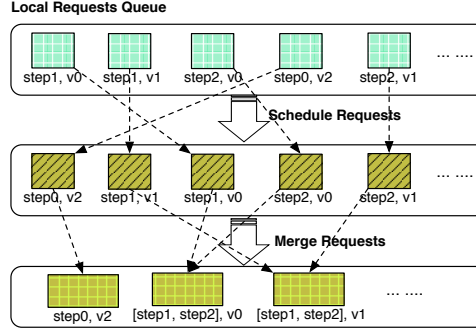 Local Requests Queue
step1, v0 step1, v1 step2, v0 step0, v2 step2, v1 ... ....
Schedule Requests
step0, v2 step1, v1 step1, v0 step2, v0 step2, v1 ... ....
Merge Requests
step0, v2 [step1, step2], v0 [step1, step2], v1 ... ....